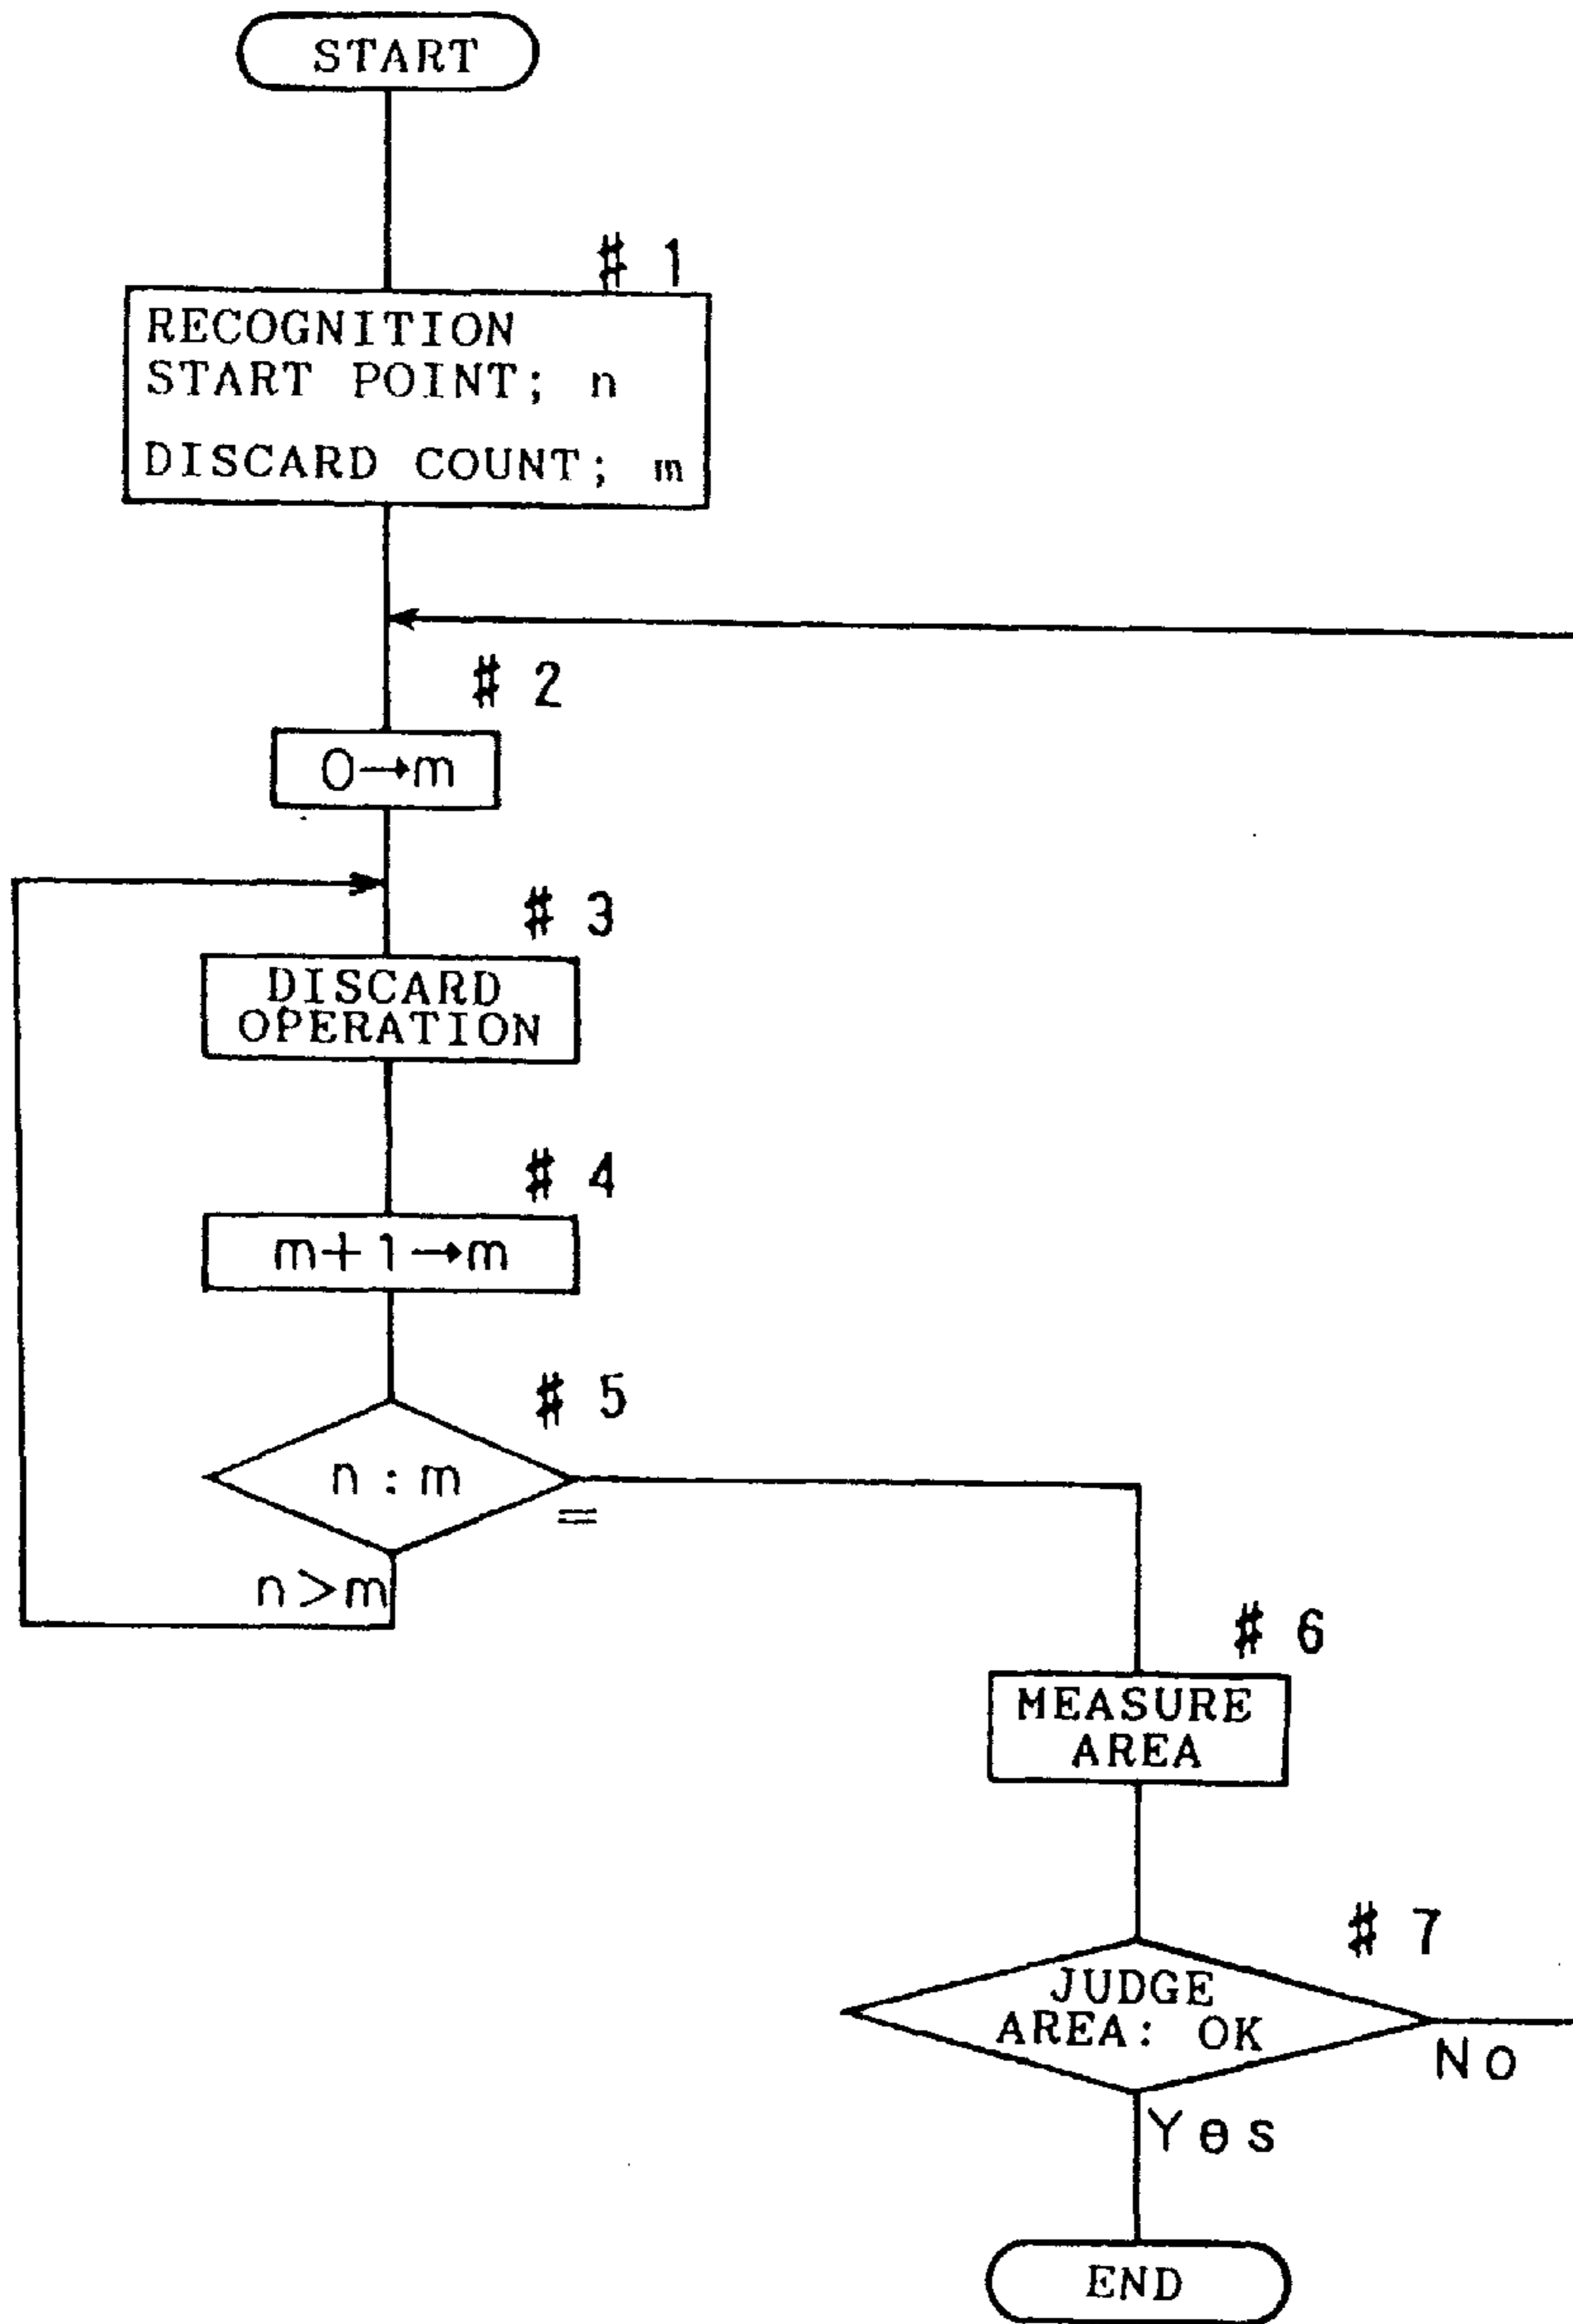 START
# 1
RECOGNITION
START POINT; n
DISCARD COUNT; m
# 2
0→m
# 3
DISCARD
OPERATION
# 4
m+1→m
# 5
n : m
=
n>m
# 6
MEASURE
AREA
# 7
JUDGE
AREA: OK
No
Yes
END